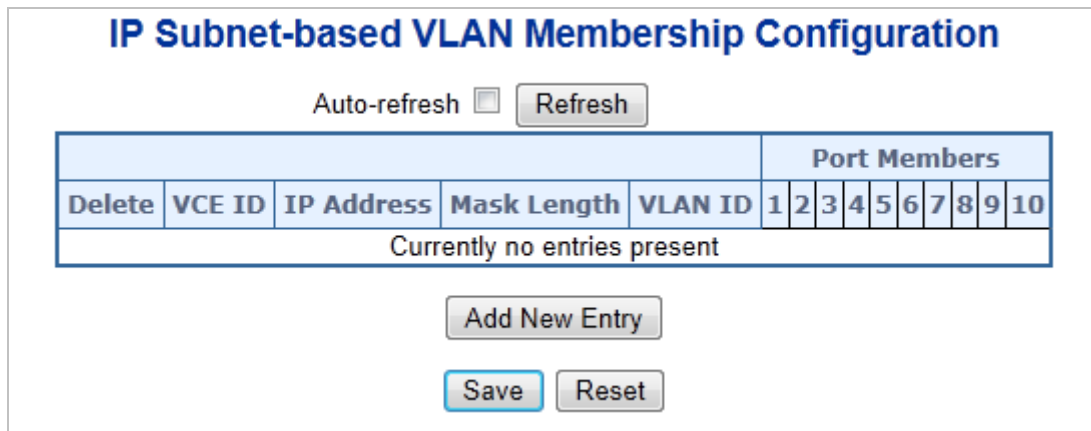 IP Subnet-based VLAN Membership Configuration
Auto-refresh Refresh
Port Members
Delete VCE ID IP Address Mask Length VLAN ID 1 2 3 4 5 6 7 8 9 10
Currently no entries present
Add New Entry
Save Reset